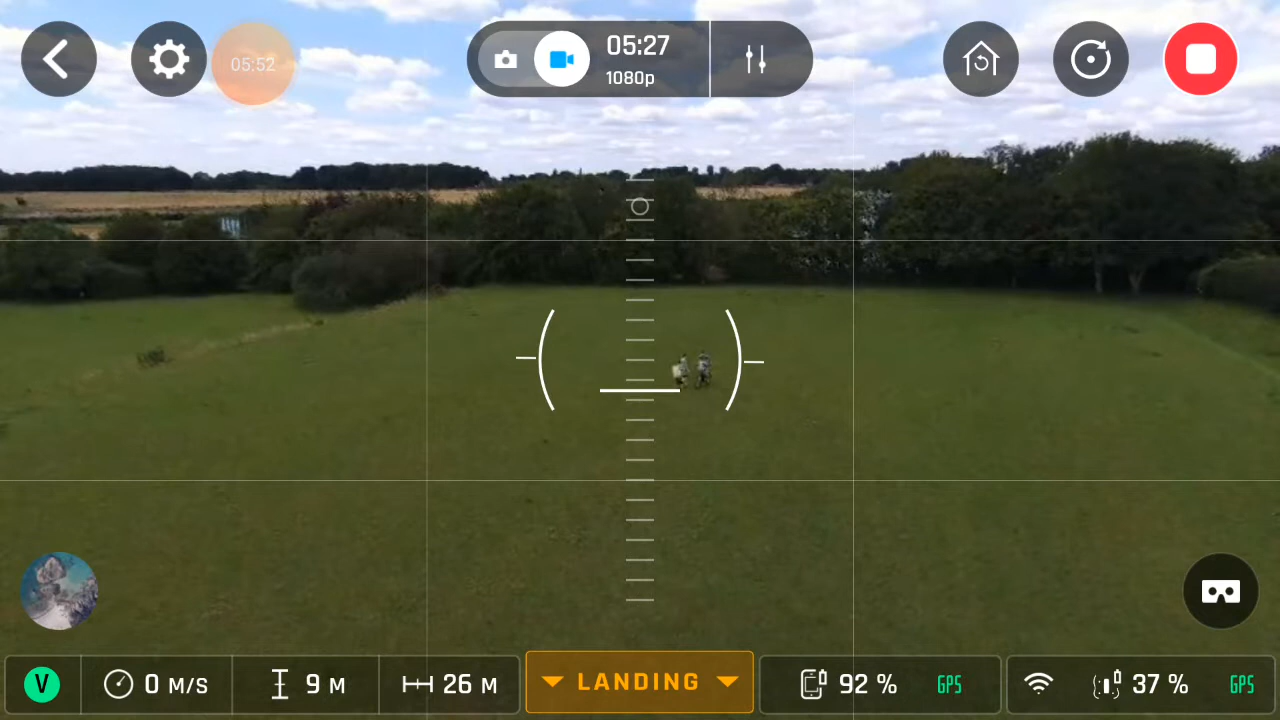 05:52
05:27
1080p
V
0 M/S
9 M
26 M
LANDING
92 %
GPS
37 %
GPS